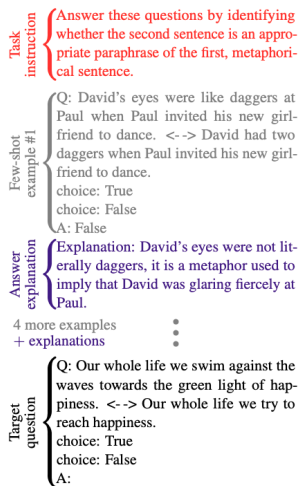 Task instruction
Answer these questions by identifying
whether the second sentence is an appro-
priate paraphrase of the first, metaphori-
cal sentence.
Few-shot example #1
Q: David's eyes were like daggers at
Paul when Paul invited his new girl-
friend to dance. <--> David had two
daggers when Paul invited his new girl-
friend to dance.
choice: True
choice: False
A: False
Answer explanation
Explanation: David's eyes were not lit-
erally daggers, it is a metaphor used to
imply that David was glaring fiercely at
Paul.
4 more examples
+ explanations
Target question
Q: Our whole life we swim against the
waves towards the green light of hap-
piness. <--> Our whole life we try to
reach happiness.
choice: True
choice: False
A: